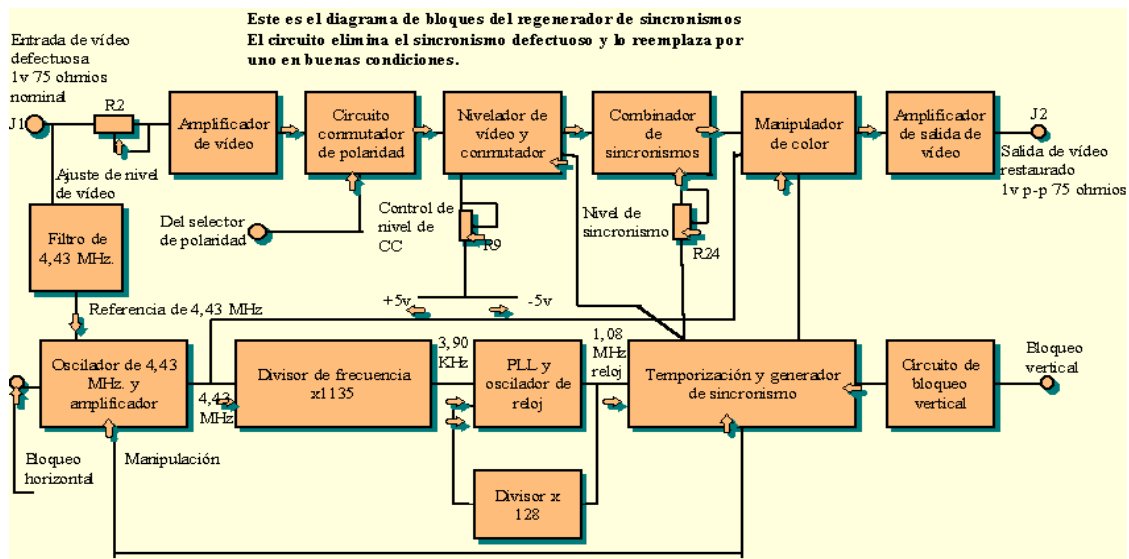 Este es el diagrama de bloques del regenerador de sincronismos
El circuito elimina el sincronismo defectuoso y lo reemplaza por
uno en buenas condiciones.
Entrada de vídeo
defectuosa
1v 75 ohmios
nominal
J1
R2
Ajuste de nivel
de vídeo
Amplificador
de vídeo
Circuito
conmutador
de polaridad
Nivelador de
vídeo y
conmutador
Combinador
de
sincronismos
Manipulador
de color
Amplificador
de salida de
vídeo
J2
Salida de vídeo
restaurado
1v p-p 75 ohmios
Del selector
de polaridad
Control de
nivel de
CC
R9
Nivel de
sincronismo
R24
+5v
-5v
Filtro de
4,43 MHz.
Referencia de 4,43 MHz
Oscilador de 4,43
MHz. y
amplificador
4,43
MHz
Divisor de frecuencia
x1135
3,90
KHz
PLL y
oscilador de
reloj
1,08
MHz
reloj
Temporización y generador
de sincronismo
Circuito de
bloqueo
vertical
Bloqueo
vertical
Bloqueo
horizontal
Manipulación
Divisor x
128